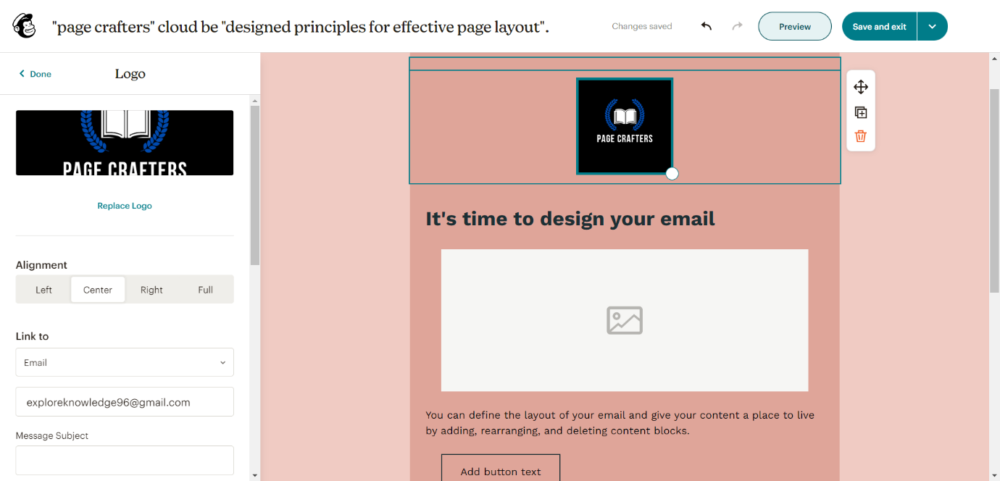 "page crafters" cloud be "designed principles for effective page layout".
Changes saved
Preview
Save and exit
Done
Logo
PAGE CRAFTERS
Replace Logo
Alignment
Left Center Right Full
Link to
Email
exploreknowledge96@gmail.com
Message Subject
PAGE CRAFTERS
It's time to design your email
You can define the layout of your email and give your content a place to live
by adding, rearranging, and deleting content blocks.
Add button text